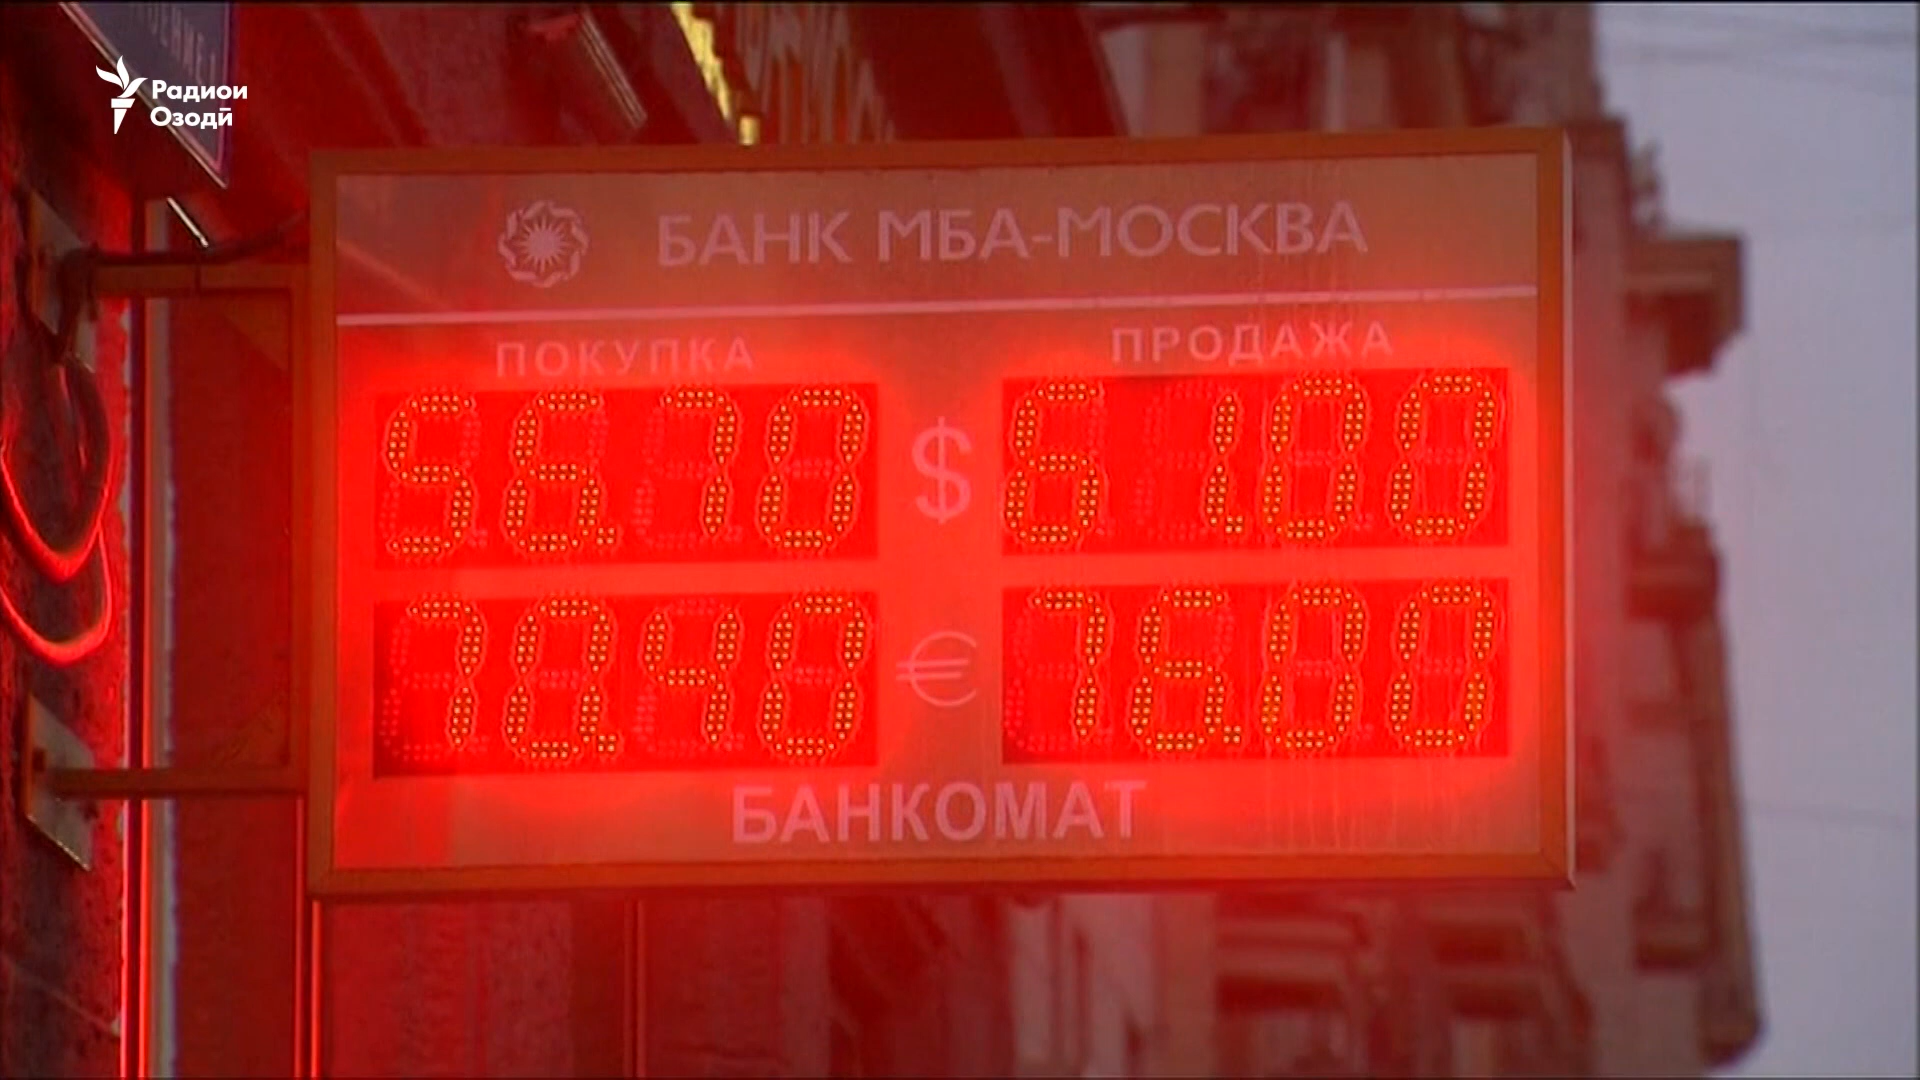 Радиои
Озодӣ
БАНК МБА-МОСКВА
ПОКУПКА ПРОДАЖА
56.70 $ 61.00
70.40 € 76.00
БАНКОМАТ